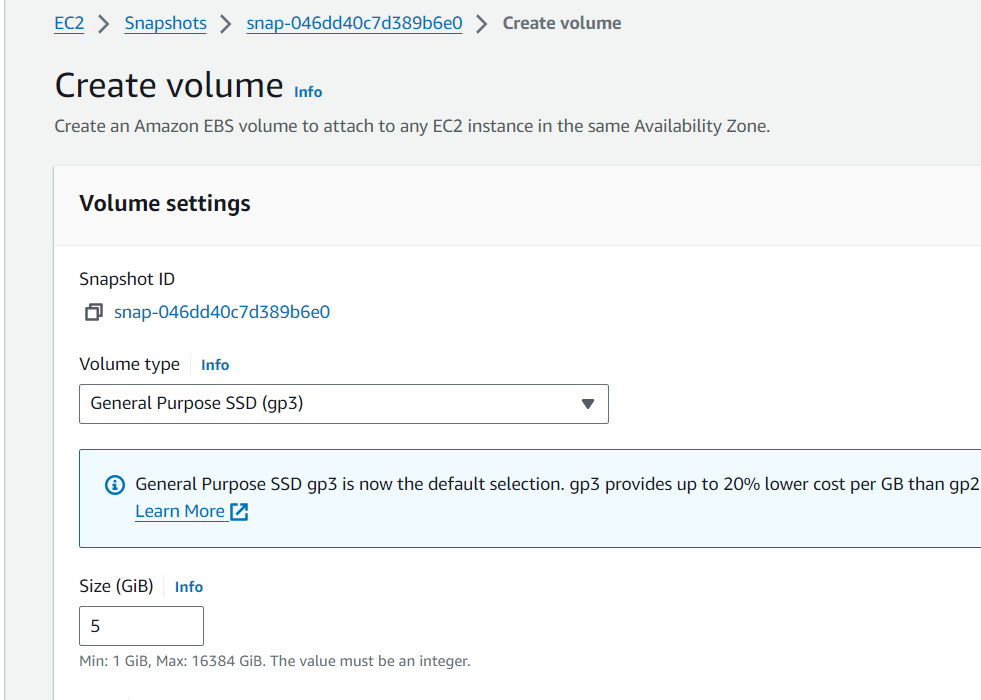 EC2 > Snapshots > snap-046dd40c7d389b6e0 > Create volume
Create volume Info
Create an Amazon EBS volume to attach to any EC2 instance in the same Availability Zone.
Volume settings
Snapshot ID
snap-046dd40c7d389b6e0
Volume type Info
General Purpose SSD (gp3)
General Purpose SSD gp3 is now the default selection. gp3 provides up to 20% lower cost per GB than gp2
Learn More
Size (GiB) Info
5
Min: 1 GiB, Max: 16384 GiB. The value must be an integer.